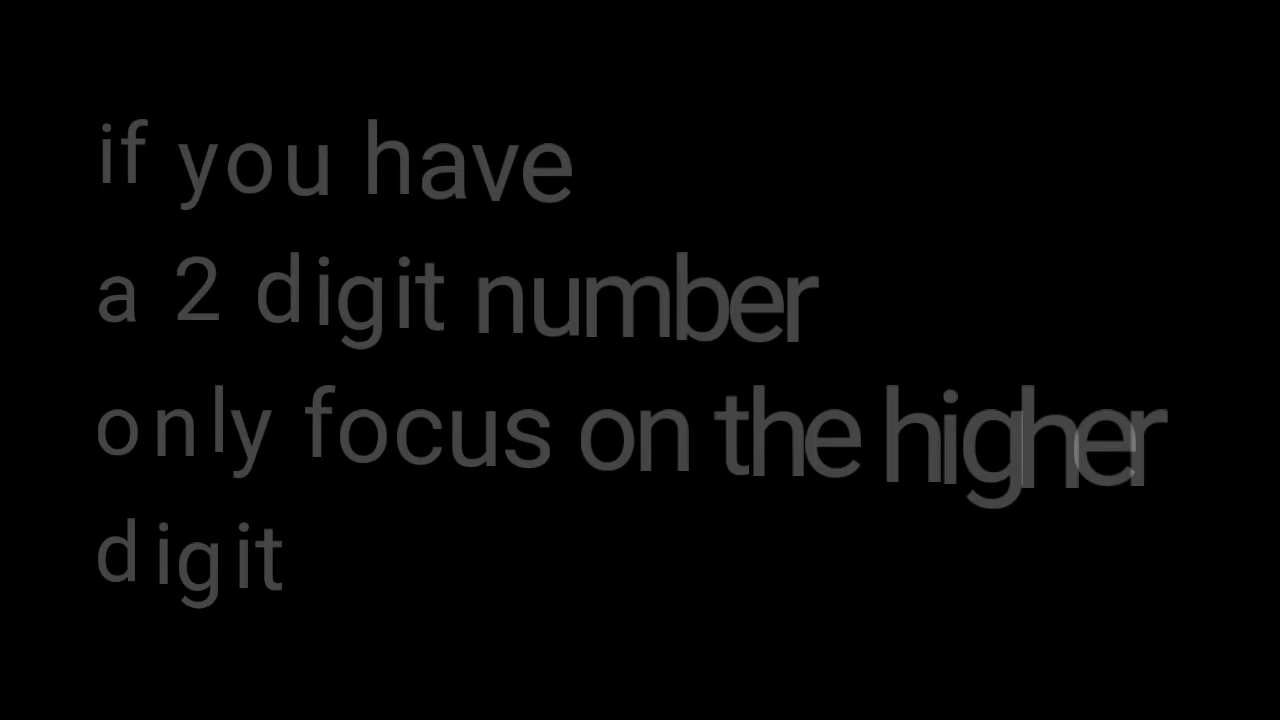 if you have
a 2 digit number
only focus on the higher
digit